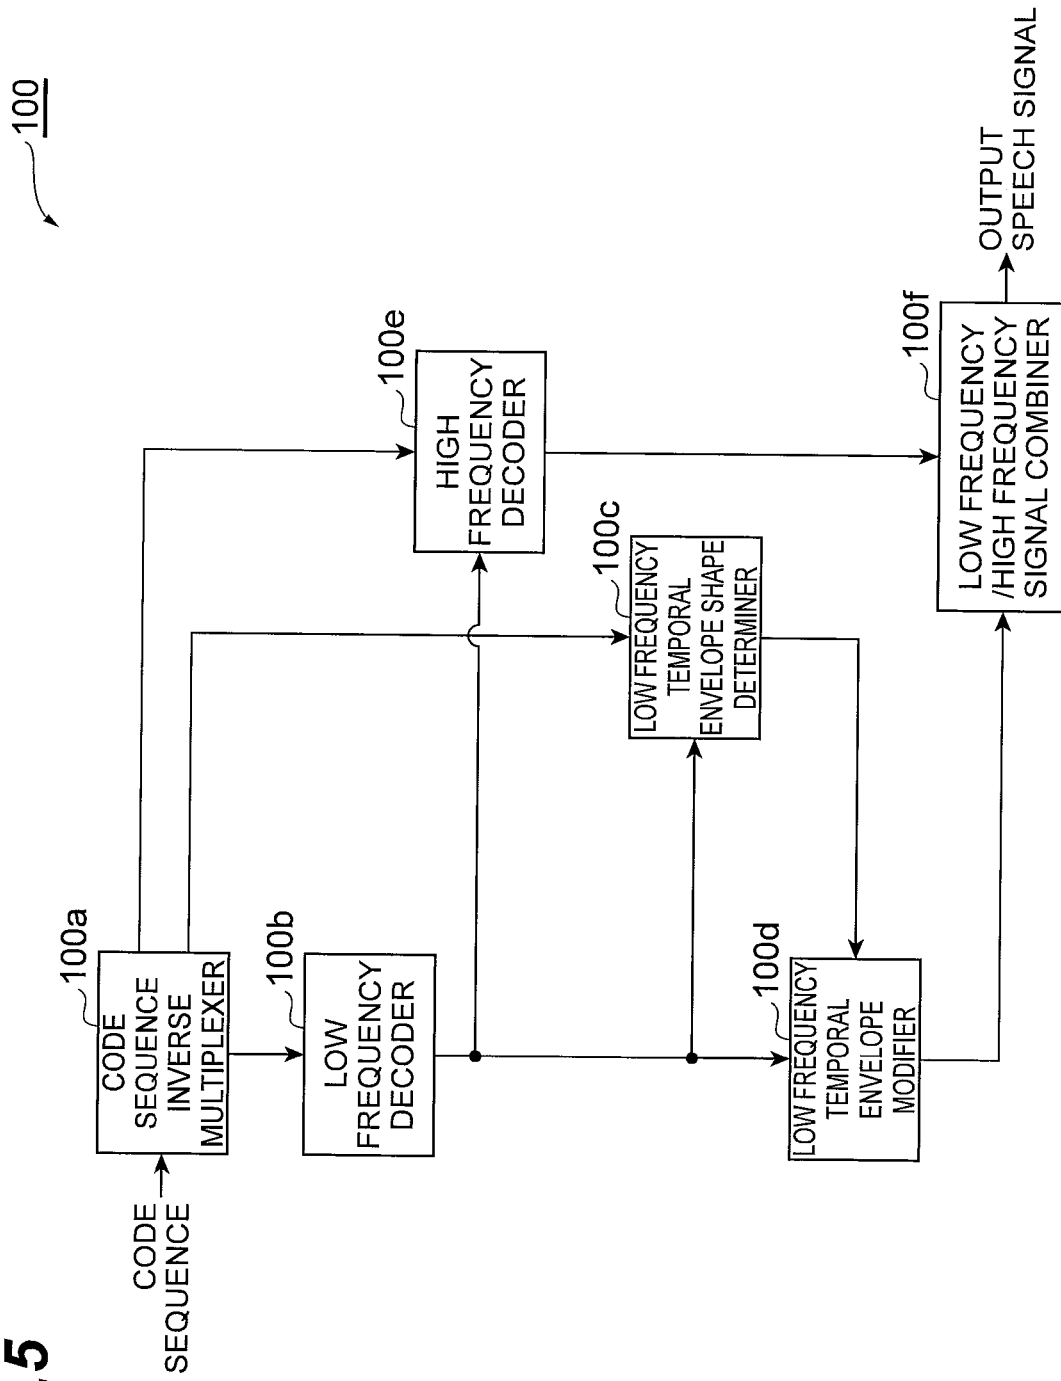 .5
100
CODE
SEQUENCE
100a
CODE
SEQUENCE
INVERSE
MULTIPLEXER
100b
LOW
FREQUENCY
DECODER
100e
HIGH
FREQUENCY
DECODER
100c
LOW FREQUENCY
TEMPORAL
ENVELOPE SHAPE
DETERMINER
100d
LOW FREQUENCY
TEMPORAL
ENVELOPE
MODIFIER
100f
LOW FREQUENCY
/HIGH FREQUENCY
SIGNAL COMBINER
OUTPUT
SPEECH SIGNAL